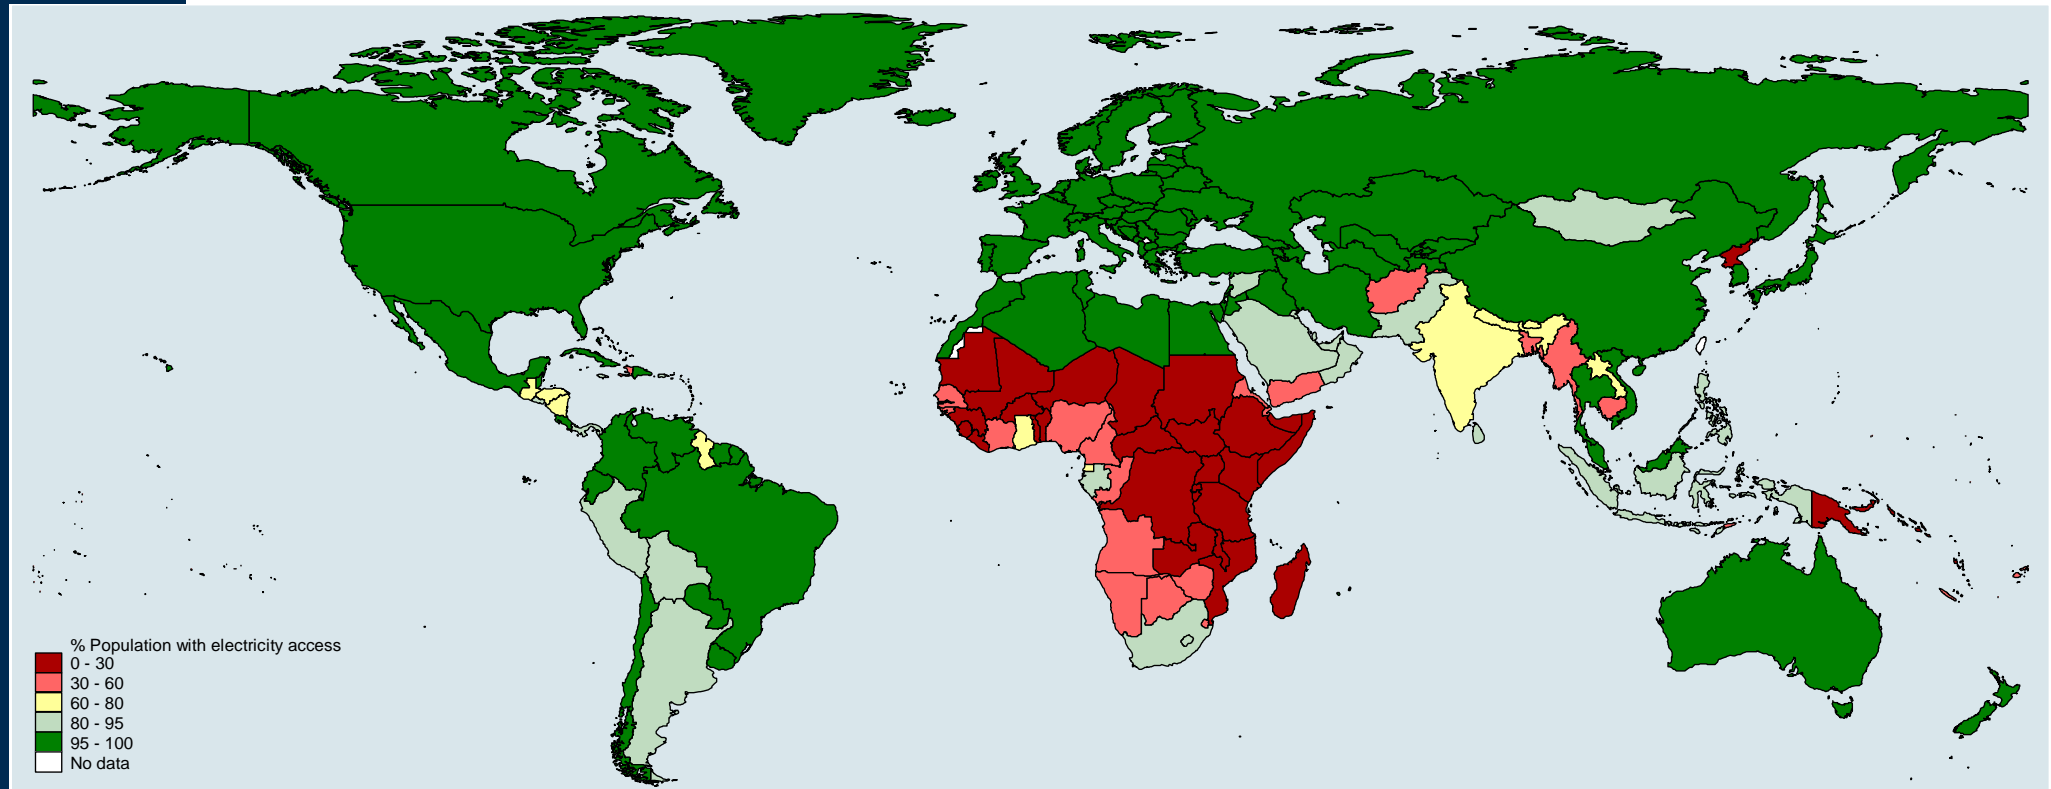 % Population with electricity access
0 - 30
30 - 60
60 - 80
80 - 95
95 - 100
No data